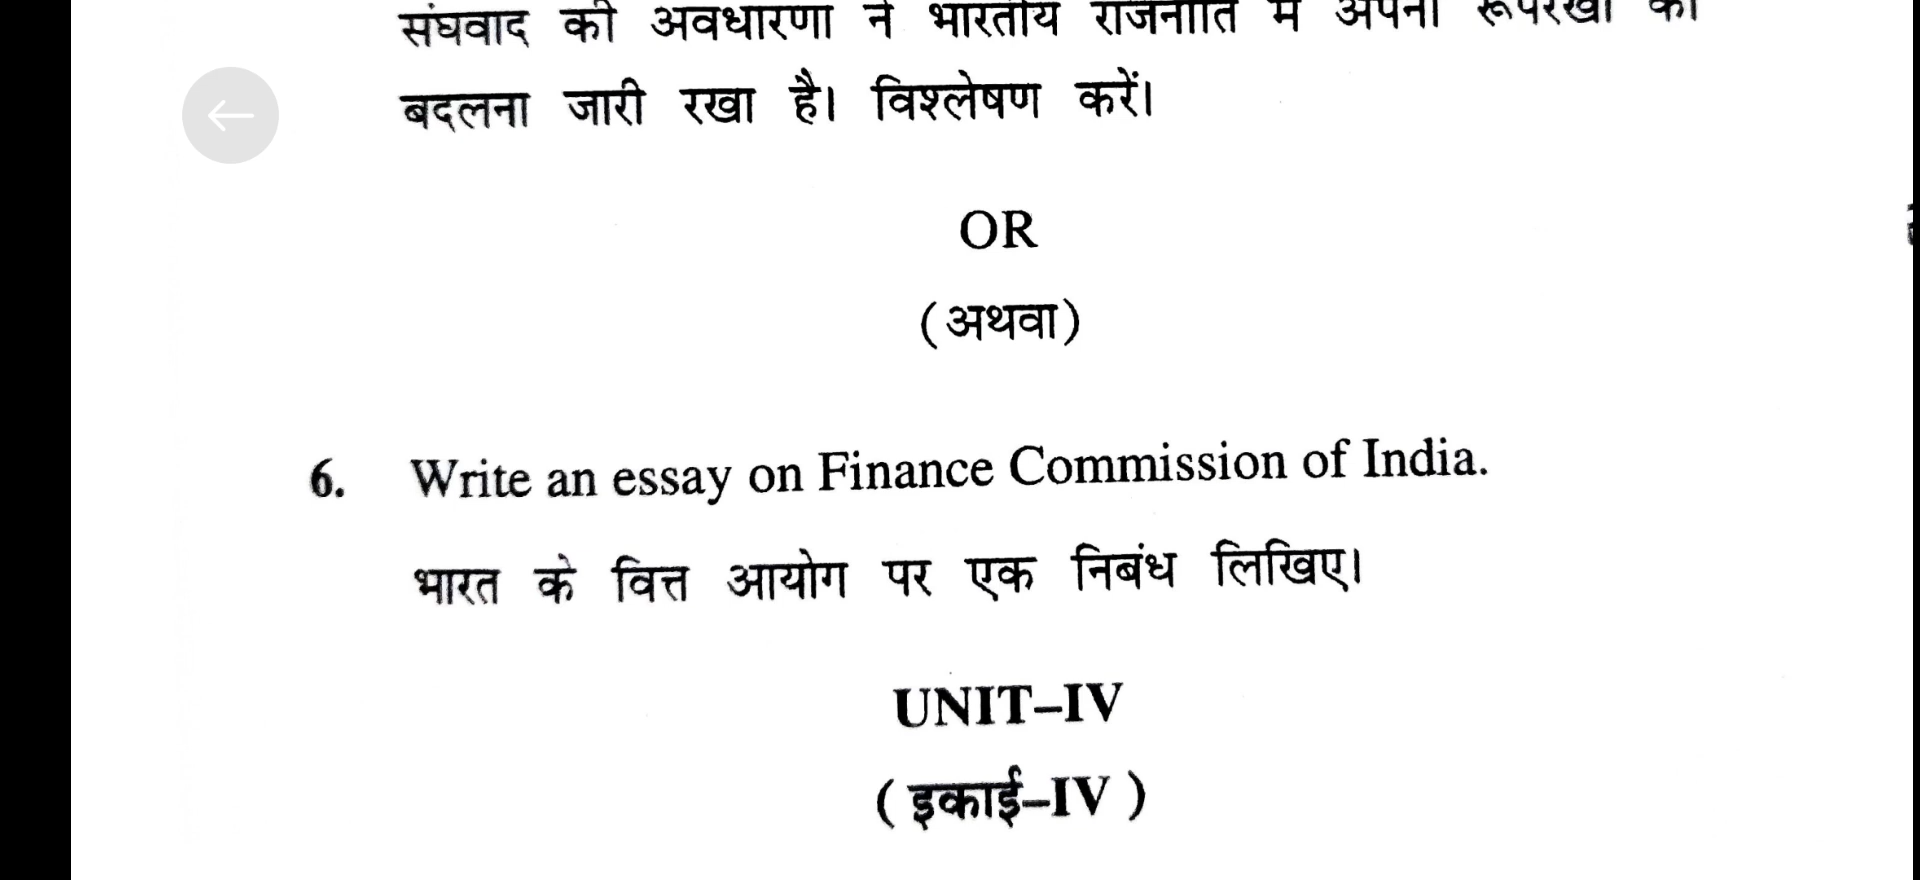 संघवाद की अवधारणा ने भारतीय राजनीति में अपनी रूपरेखा को
बदलना जारी रखा है। विश्लेषण करें।
OR
(अथवा)
6. Write an essay on Finance Commission of India.
भारत के वित्त आयोग पर एक निबंध लिखिए।
UNIT–IV
( इकाई–IV )